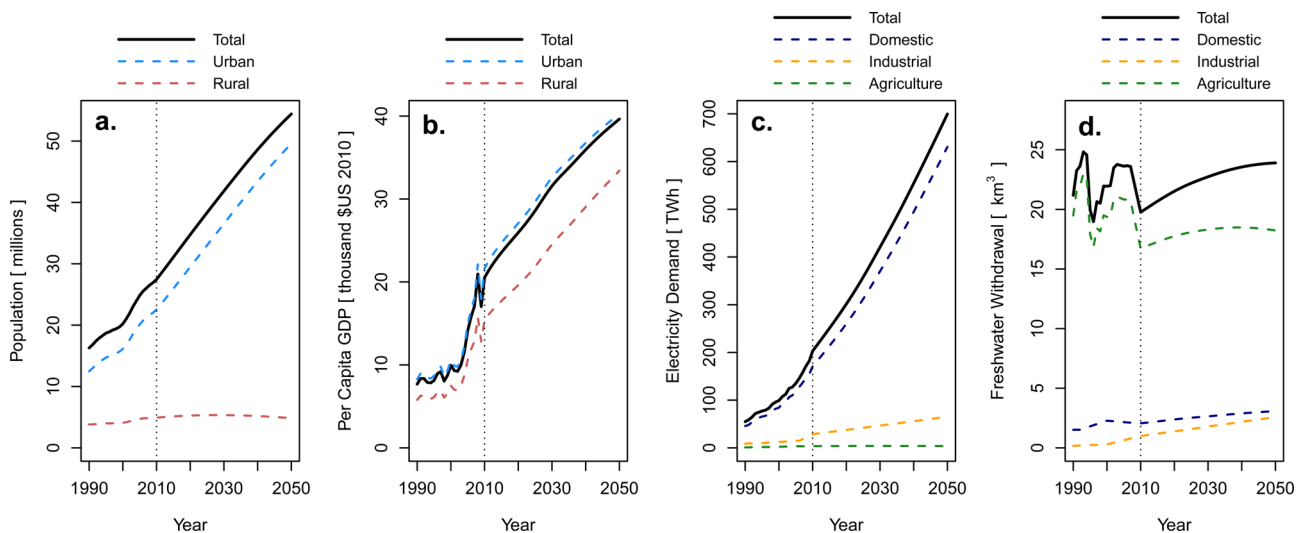 Total
Urban
Rural
a.
Population [ millions ]
0
10
20
30
40
50
1990
2010
2030
2050
Year
Total
Urban
Rural
b.
Per Capita GDP [ thousand $US 2010 ]
0
10
20
30
40
1990
2010
2030
2050
Year
Total
Domestic
Industrial
Agriculture
c.
Electricity Demand [ TWh ]
0
100
200
300
400
500
600
700
1990
2010
2030
2050
Year
Total
Domestic
Industrial
Agriculture
d.
Freshwater Withdrawal [ km³ ]
0
5
10
15
20
25
1990
2010
2030
2050
Year